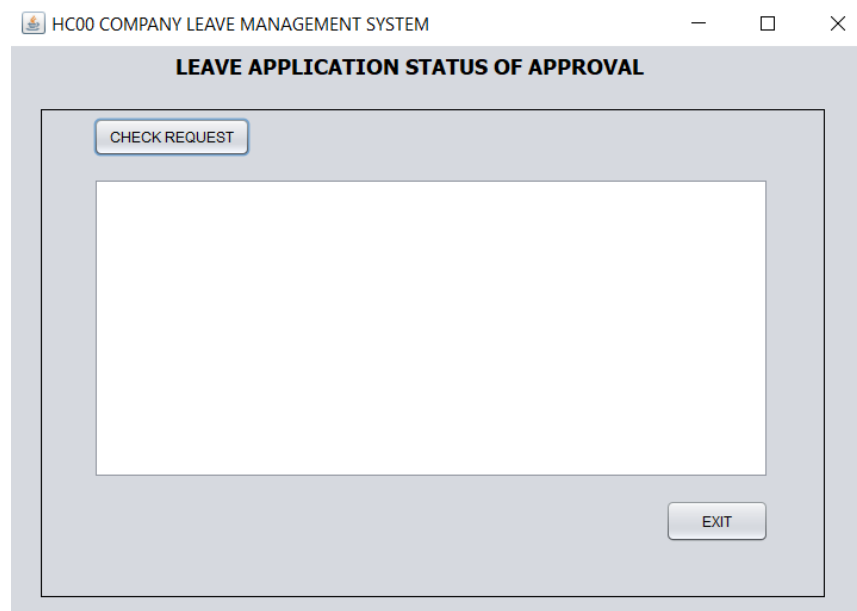 HC00 COMPANY LEAVE MANAGEMENT SYSTEM
LEAVE APPLICATION STATUS OF APPROVAL
CHECK REQUEST
EXIT